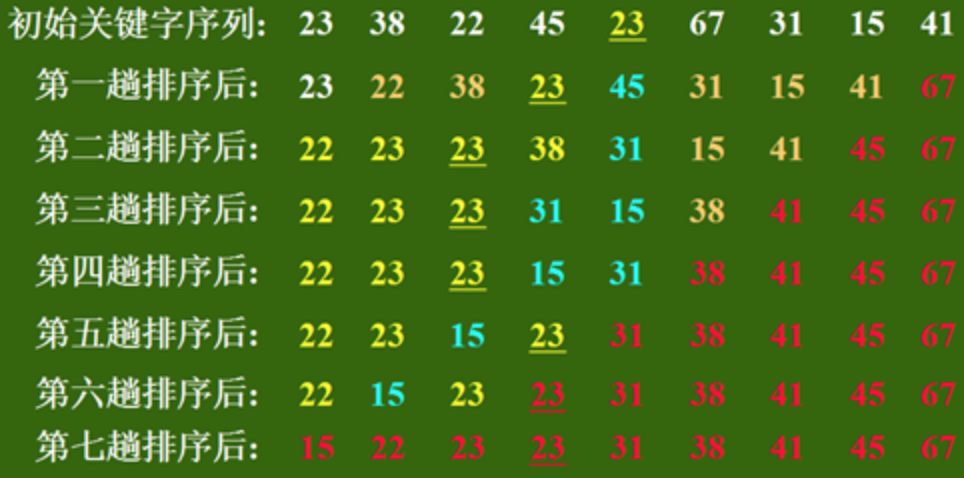 初始关键字序列: 23 38 22 45 23 67 31 15 41
第一趟排序后: 23 22 38 23 45 31 15 41 67
第二趟排序后: 22 23 23 38 31 15 41 45 67
第三趟排序后: 22 23 23 31 15 38 41 45 67
第四趟排序后: 22 23 23 15 31 38 41 45 67
第五趟排序后: 22 23 15 23 31 38 41 45 67
第六趟排序后: 22 15 23 23 31 38 41 45 67
第七趟排序后: 15 22 23 23 31 38 41 45 67